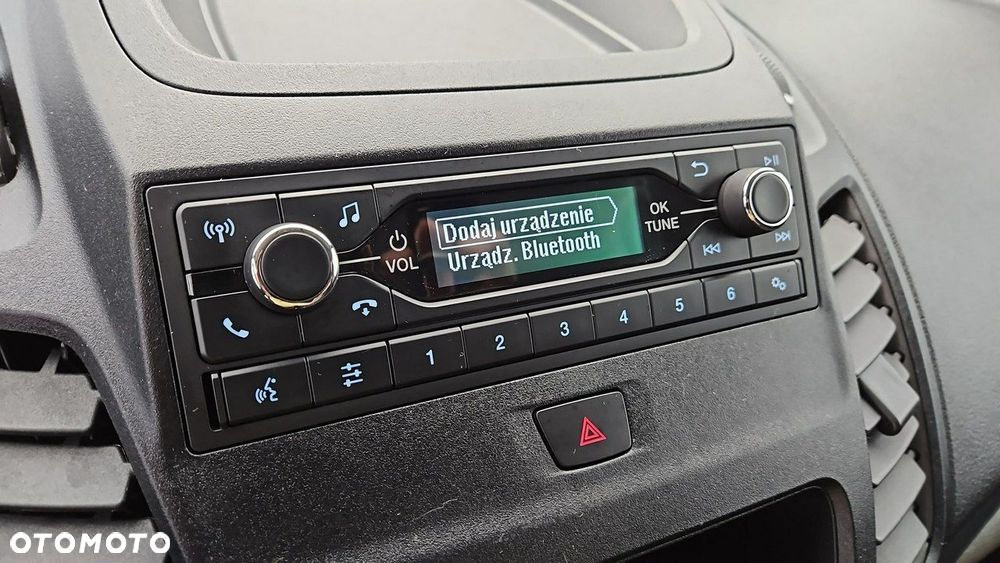 Dodaj urządzenie
Urządz. Bluetooth
VOL
OK
TUNE
1
2
3
4
5
6
OTOMOTO